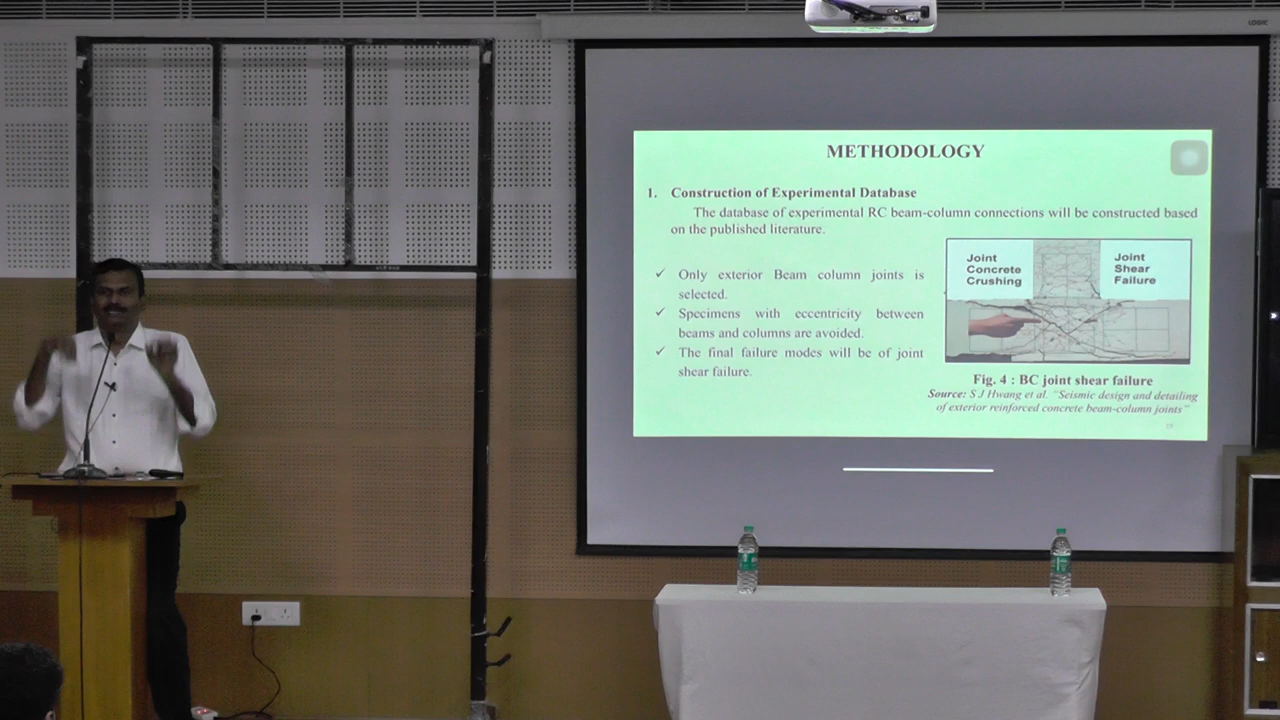 LOGIC
METHODOLOGY
1. Construction of Experimental Database
The database of experimental RC beam-column connections will be constructed based
on the published literature.
✓ Only exterior Beam column joints is
selected.
✓ Specimens with eccentricity between
beams and columns are avoided.
✓ The final failure modes will be of joint
shear failure.
Joint
Concrete
Crushing
Joint
Shear
Failure
Fig. 4 : BC joint shear failure
Source: S J Hwang et al. “Seismic design and detailing
of exterior reinforced concrete beam-column joints”